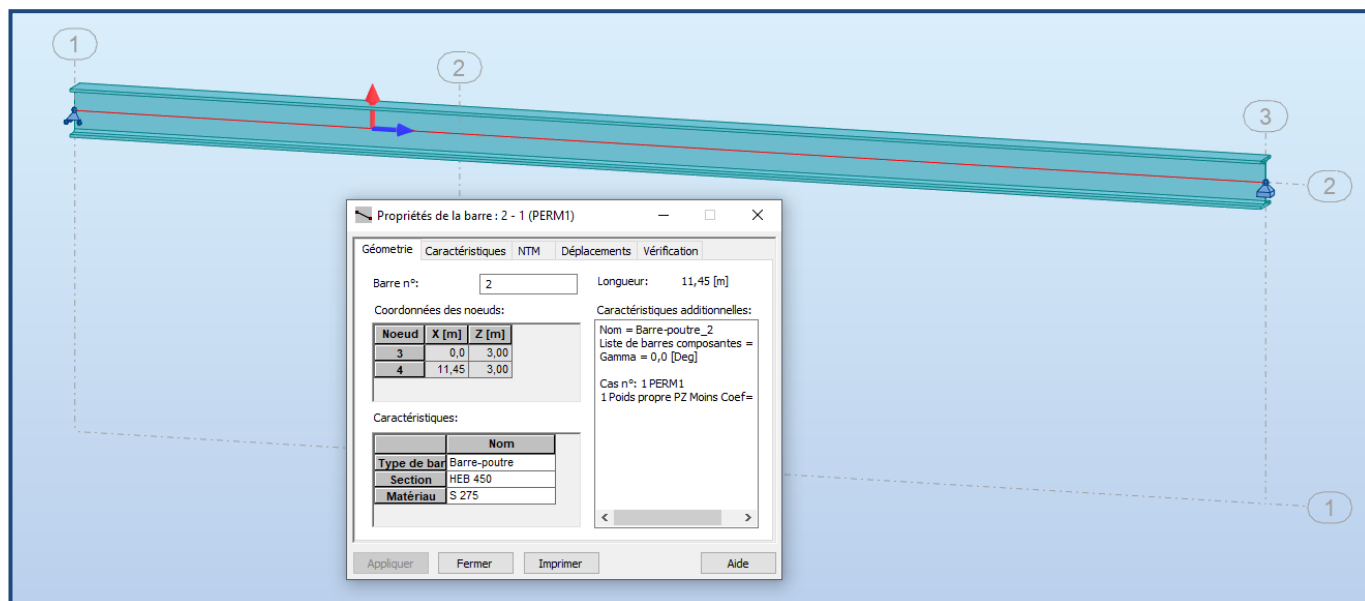 1
2
3
2
1
Propriétés de la barre : 2 - 1 (PERM1)
Géometrie Caractéristiques NTM Déplacements Vérification
Barre n°: 2 Longueur: 11,45 [m]
Coordonnées des noeuds: Caractéristiques additionnelles:
Noeud X [m] Z [m]
3 0,0 3,00
4 11,45 3,00
Nom = Barre-poutre_2
Liste de barres composantes =
Gamma = 0,0 [Deg]
Cas n°: 1 PERM1
1 Poids propre PZ Moins Coef=
Caractéristiques:
Nom
Type de bar Barre-poutre
Section HEB 450
Matériau S 275
Appliquer Fermer Imprimer Aide